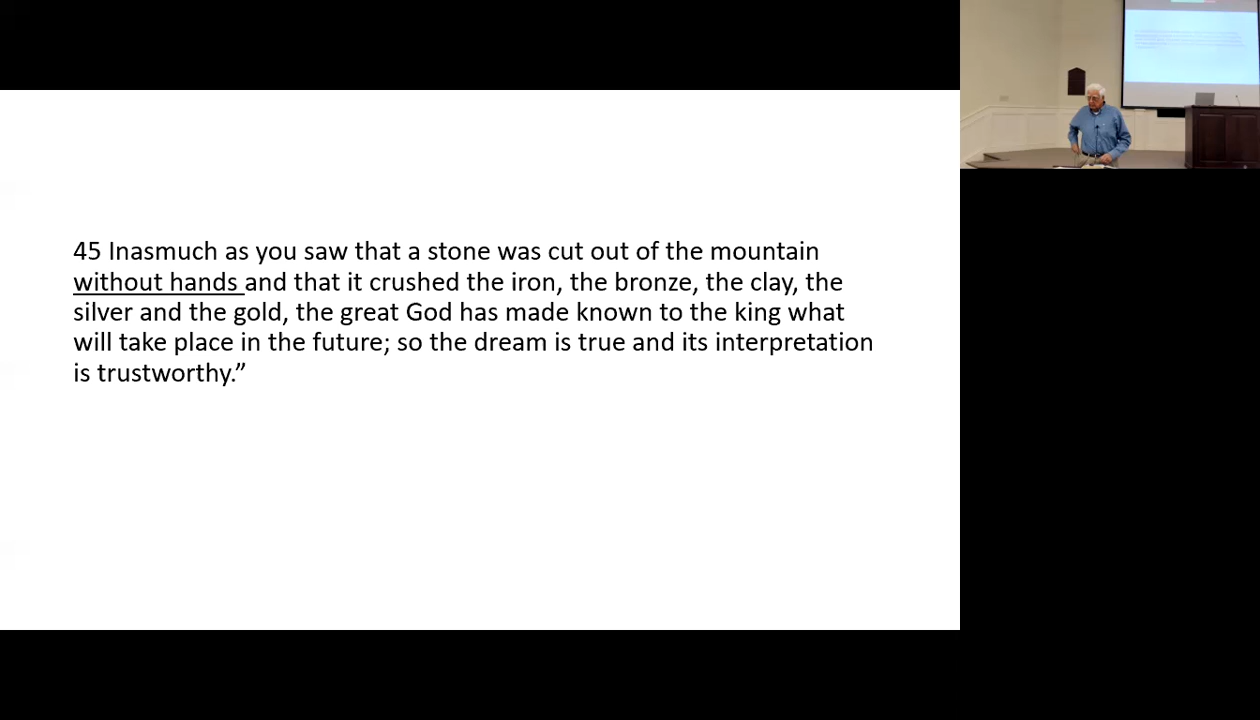 45 Inasmuch as you saw that a stone was cut out of the mountain
without hands and that it crushed the iron, the bronze, the clay, the
silver and the gold, the great God has made known to the king what
will take place in the future; so the dream is true and its interpretation
is trustworthy.”